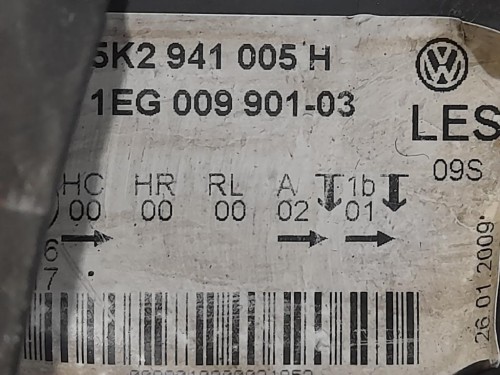 5K2 941 005 H
1EG 009 901-03
LES
09S
HC HR RL A 1b
00 00 00 02 01
6
7
26 01 2009